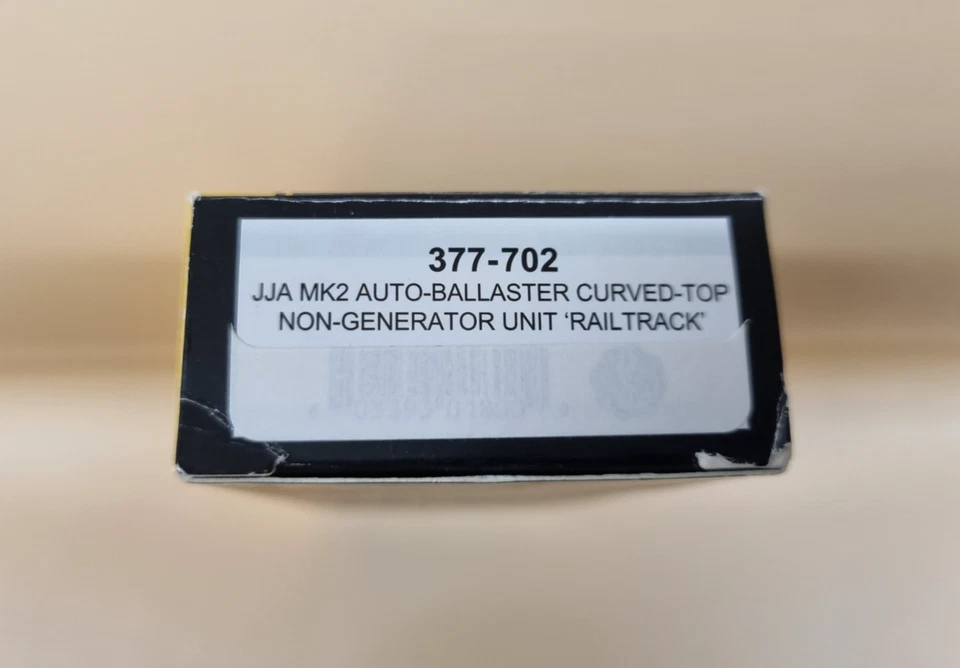 377-702
JJA MK2 AUTO-BALLASTER CURVED-TOP
NON-GENERATOR UNIT ‘RAILTRACK’